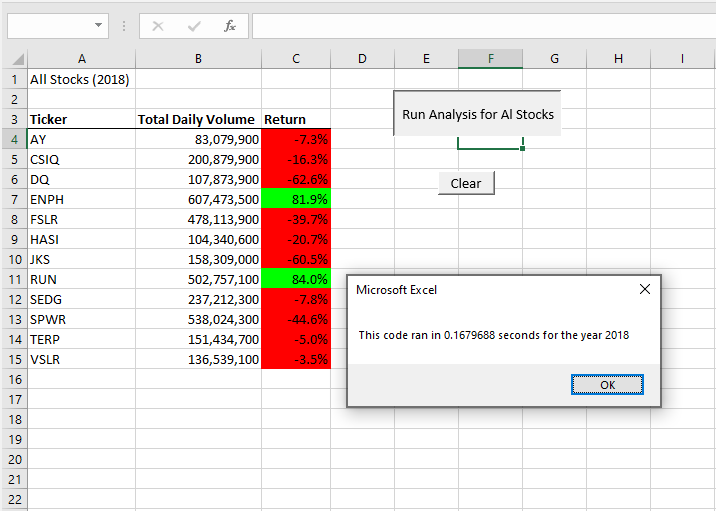 fx
A B C D E F G H I
1 All Stocks (2018)
2
Run Analysis for Al Stocks
3 Ticker Total Daily Volume Return
4 AY 83,079,900 -7.3%
5 CSIQ 200,879,900 -16.3%
6 DQ 107,873,900 -62.6%
Clear
7 ENPH 607,473,500 81.9%
8 FSLR 478,113,900 -39.7%
9 HASI 104,340,600 -20.7%
10 JKS 158,309,000 -60.5%
11 RUN 502,757,100 84.0%
12 SEDG 237,212,300 -7.8%
13 SPWR 538,024,300 -44.6%
14 TERP 151,434,700 -5.0%
15 VSLR 136,539,100 -3.5%
16
17
18
19
20
21
22
Microsoft Excel
This code ran in 0.1679688 seconds for the year 2018
OK